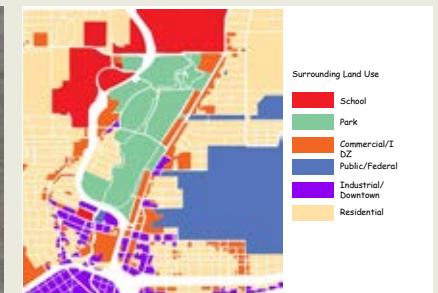 Surrounding Land Use
School
Park
Commercial/I
DZ
Public/Federal
Industrial/
Downtown
Residential